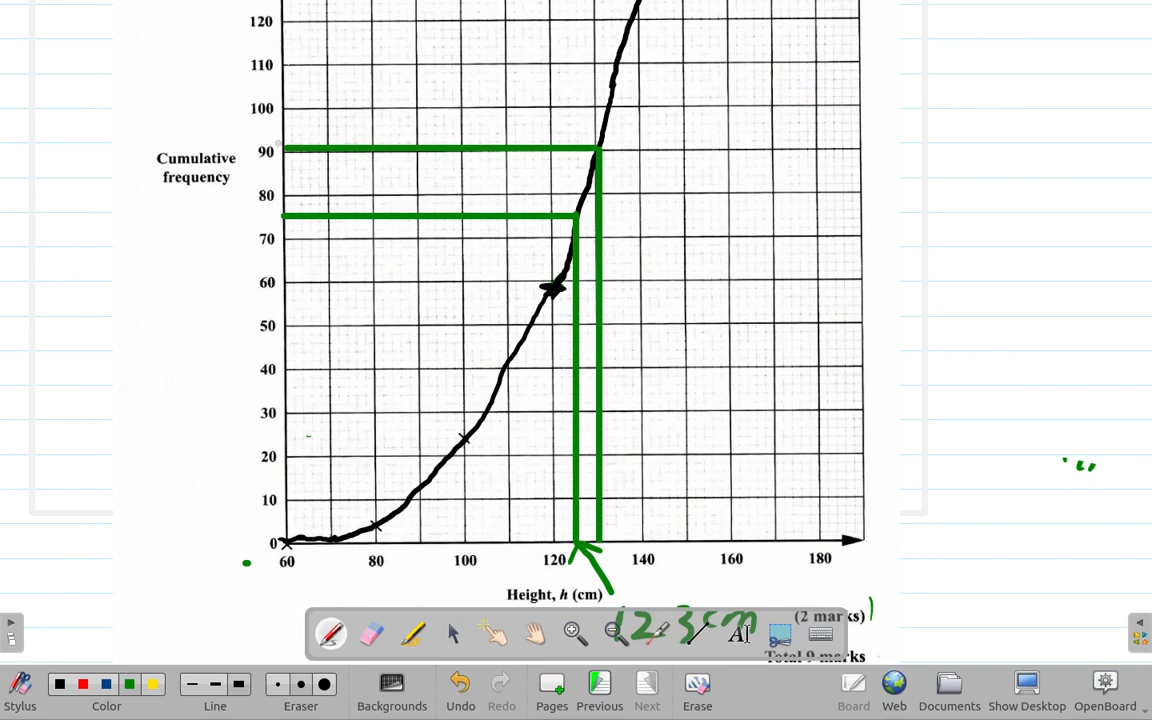 120
110
100
90
Cumulative
frequency
80
70
60
50
40
30
20
10
0
60 80 100 120 140 160 180
Height, h (cm)
(2 marks)
123cm
Total 9 marks
Stylus Color Line Eraser Backgrounds Undo Redo Pages Previous Next Erase Board Web Documents Show Desktop OpenBoard